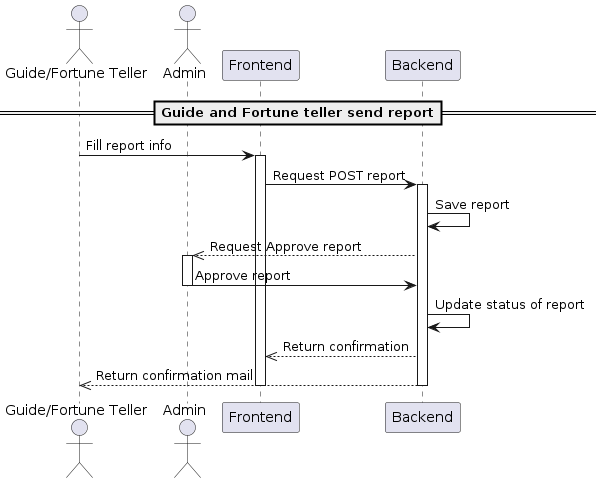 Guide/Fortune Teller
Admin
Frontend
Backend
Guide and Fortune teller send report
Fill report info
Request POST report
Save report
Request Approve report
Approve report
Update status of report
Return confirmation
Return confirmation mail
Guide/Fortune Teller
Admin
Frontend
Backend